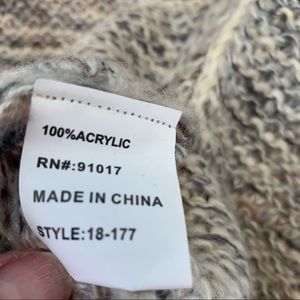 100%ACRYLIC
RN#:91017
MADE IN CHINA
STYLE:18-177